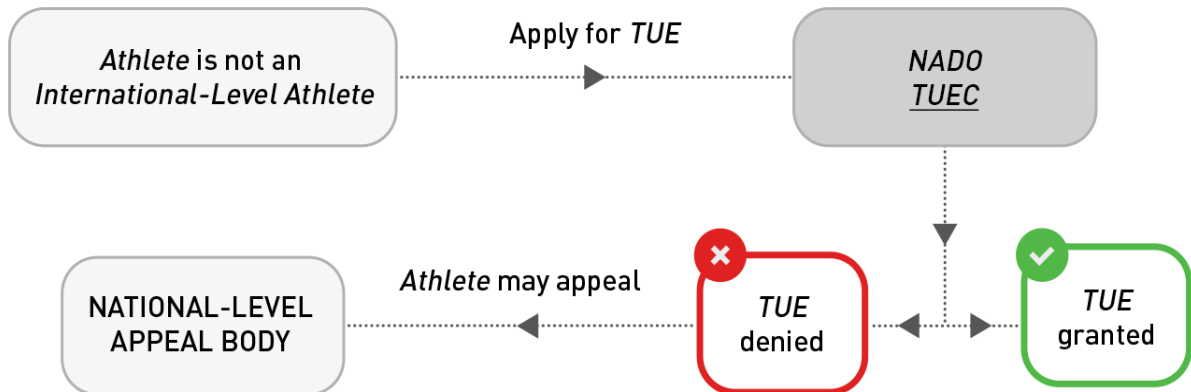 Athlete is not an
International-Level Athlete
Apply for TUE
NADO
TUEC
NATIONAL-LEVEL
APPEAL BODY
Athlete may appeal
TUE
denied
TUE
granted